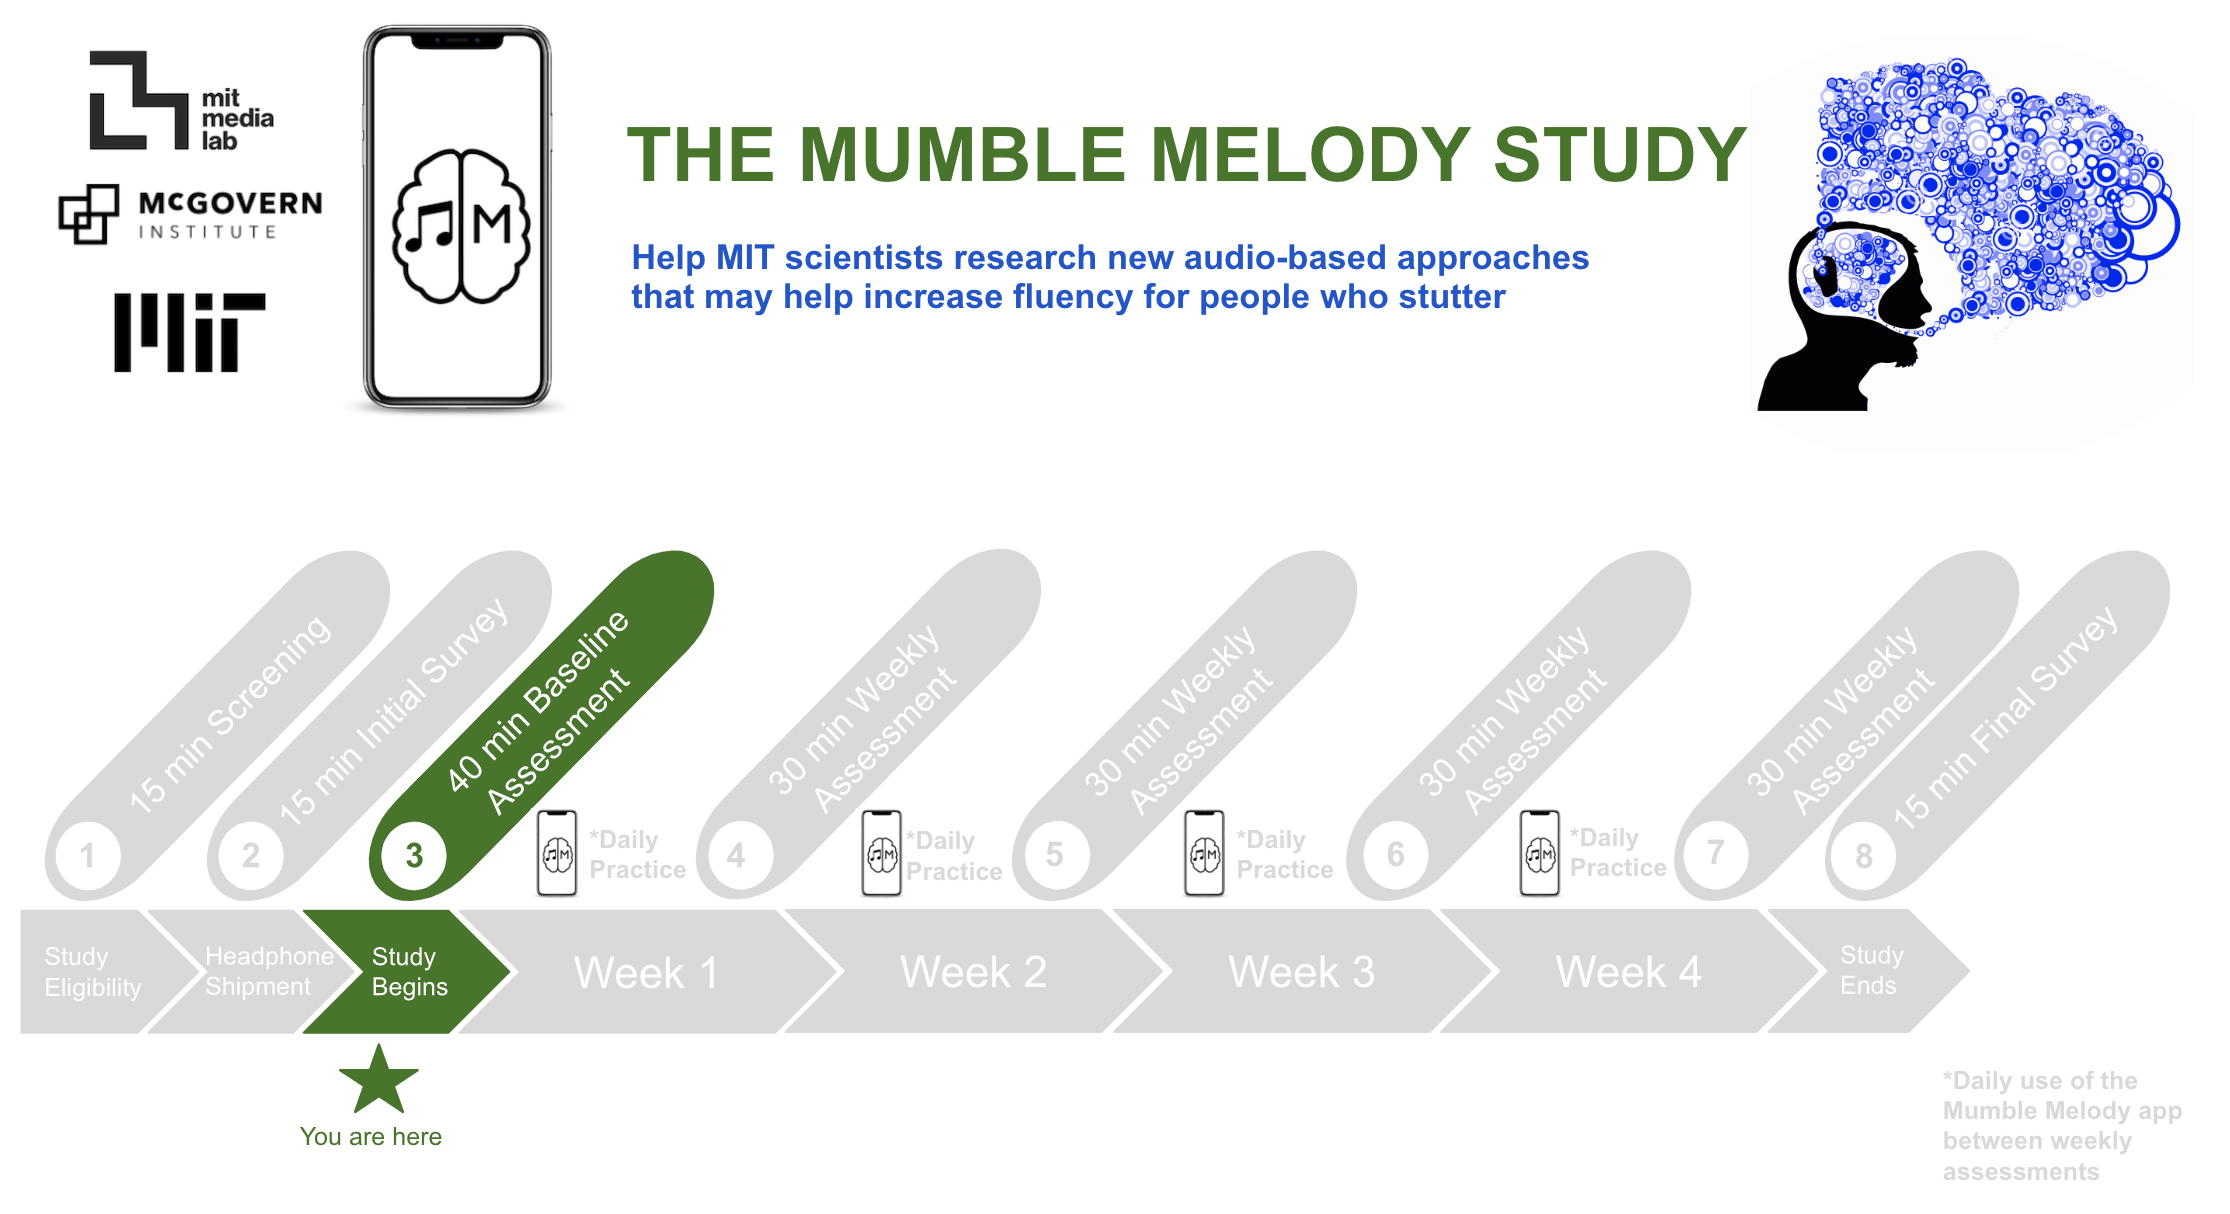 mit
media
lab
McGOVERN
INSTITUTE
MIT
M
THE MUMBLE MELODY STUDY
Help MIT scientists research new audio-based approaches
that may help increase fluency for people who stutter
1
15 min Screening
2
15 min Initial Survey
3
40 min Baseline
Assessment
M
*Daily
Practice
4
30 min Weekly
Assessment
M
*Daily
Practice
5
30 min Weekly
Assessment
M
*Daily
Practice
6
30 min Weekly
Assessment
M
*Daily
Practice
7
30 min Weekly
Assessment
8
15 min Final Survey
Study
Eligibility
Headphone
Shipment
Study
Begins
Week 1
Week 2
Week 3
Week 4
Study
Ends
You are here
*Daily use of the
Mumble Melody app
between weekly
assessments